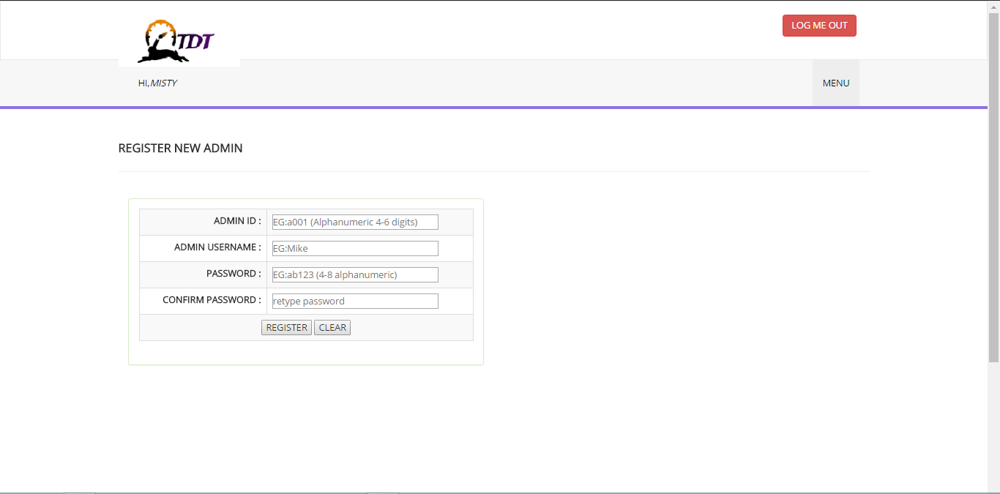 TDT
LOG ME OUT
HI,MISTY
MENU
REGISTER NEW ADMIN
ADMIN ID :
EG:a001 (Alphanumeric 4-6 digits)
ADMIN USERNAME :
EG:Mike
PASSWORD :
EG:ab123 (4-8 alphanumeric)
CONFIRM PASSWORD :
retype password
REGISTER CLEAR